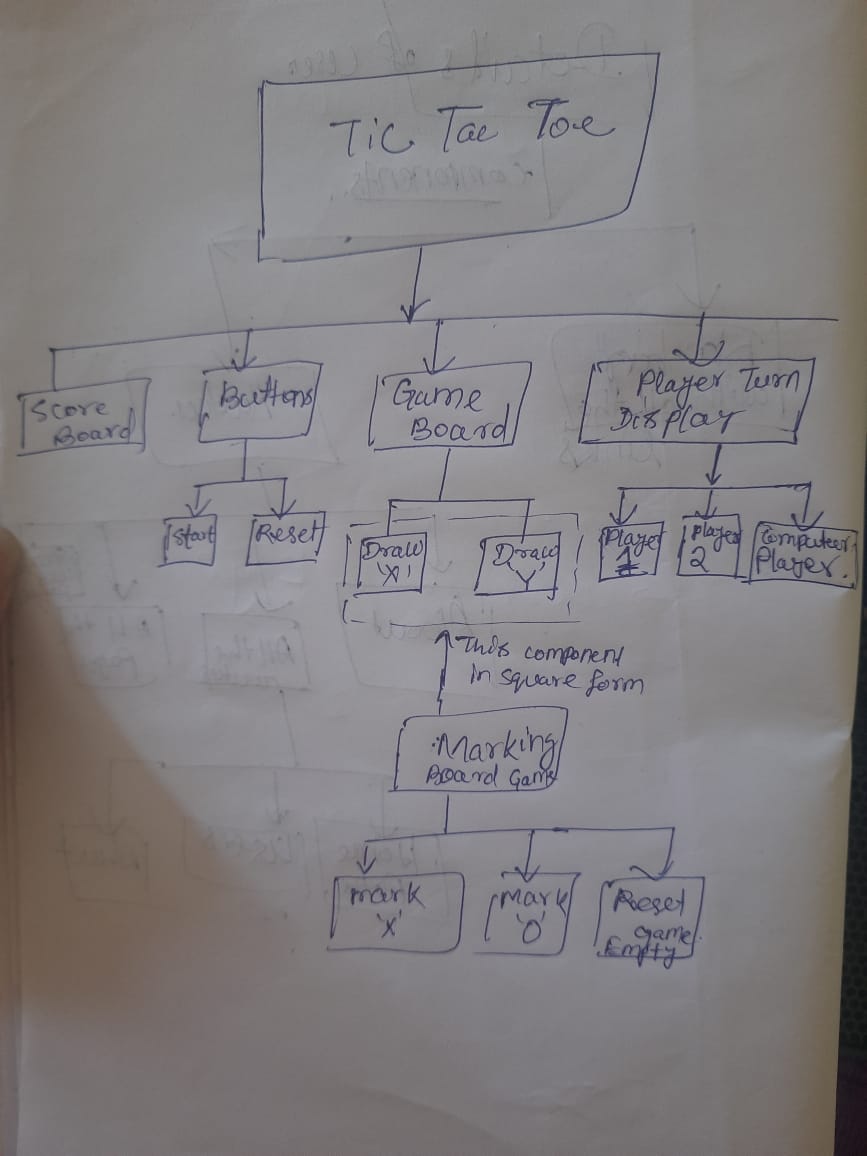 Tic Tac Toe
Score
Board
Buttons
Game
Board
Player Turn
Display
Start
Reset
Draw
'X'
Draw
'Y'
Player
1
Player
2
Computer
Player.
This component
in square form
Marking
Board Game
mark
'X'
Mark
'O'
Reset
game
Empty